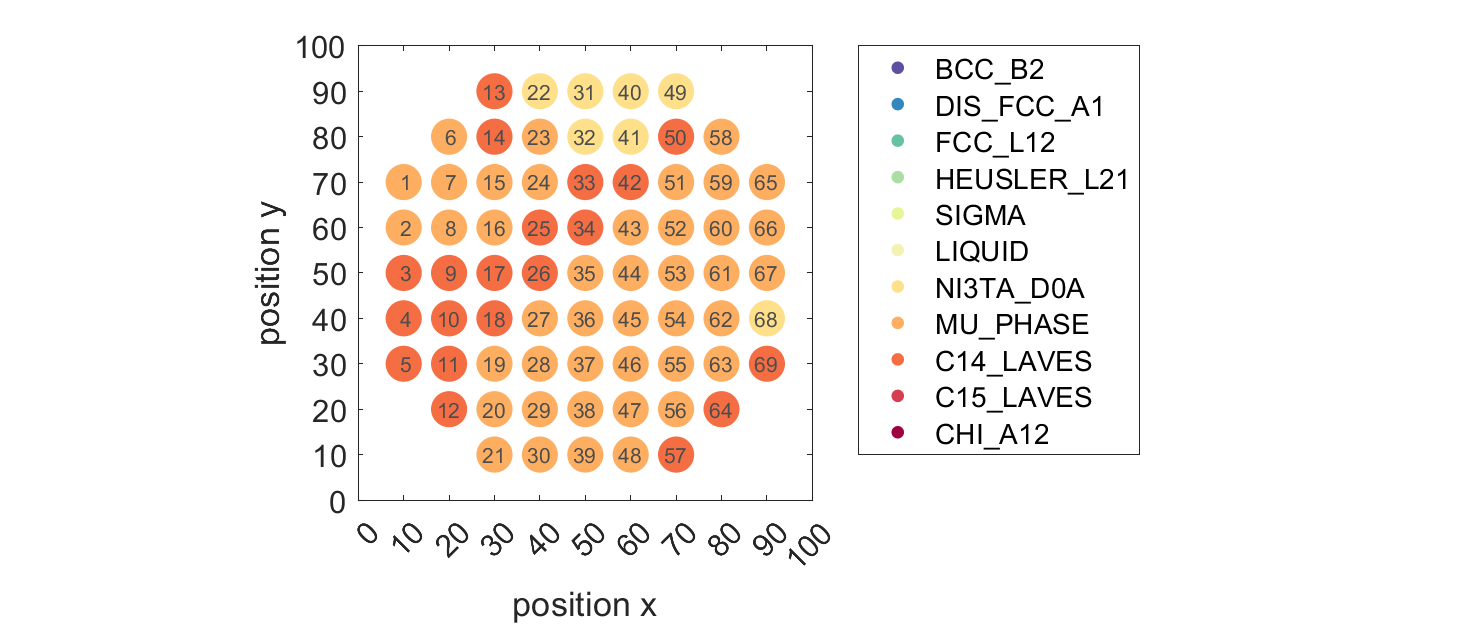 100
90 13 22 31 40 49
80 6 14 23 32 41 50 58
70 1 7 15 24 33 42 51 59 65
60 2 8 16 25 34 43 52 60 66
50 3 9 17 26 35 44 53 61 67
40 4 10 18 27 36 45 54 62 68
30 5 11 19 28 37 46 55 63 69
20 12 20 29 38 47 56 64
10 21 30 39 48 57
0
0 10 20 30 40 50 60 70 80 90 100
position x
position y
BCC_B2
DIS_FCC_A1
FCC_L12
HEUSLER_L21
SIGMA
LIQUID
NI3TA_D0A
MU_PHASE
C14_LAVES
C15_LAVES
CHI_A12